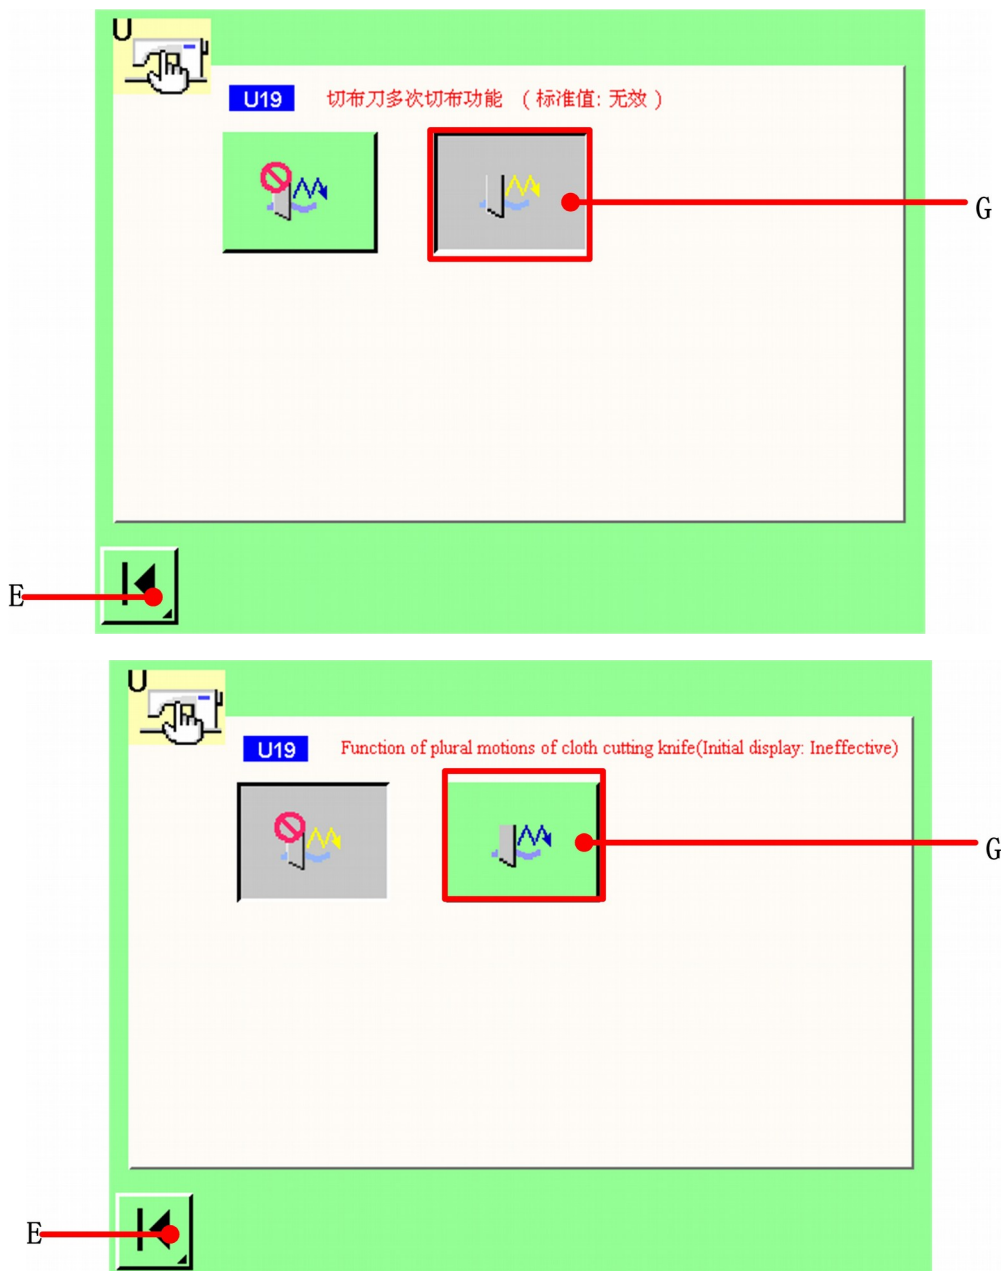 U
U19 切布刀多次切布功能 （标准值: 无效）
G
E
U
U19 Function of plural motions of cloth cutting knife(Initial display: Ineffective)
G
E